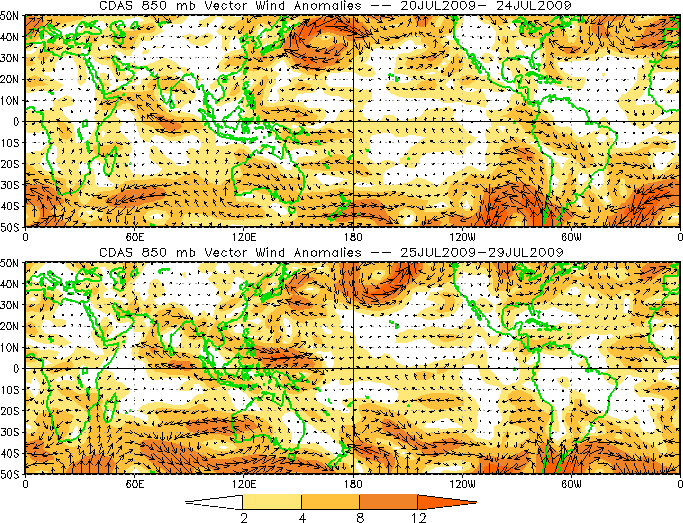 CDAS 850 mb Vector Wind Anomalies -- 20JUL2009- 24JUL2009
50N
40N
30N
20N
10N
0
10S
20S
30S
40S
50S
0 60E 120E 180 120W 60W 0
CDAS 850 mb Vector Wind Anomalies -- 25JUL2009-29JUL2009
50N
40N
30N
20N
10N
0
10S
20S
30S
40S
50S
0 60E 120E 180 120W 60W 0
2 4 8 12